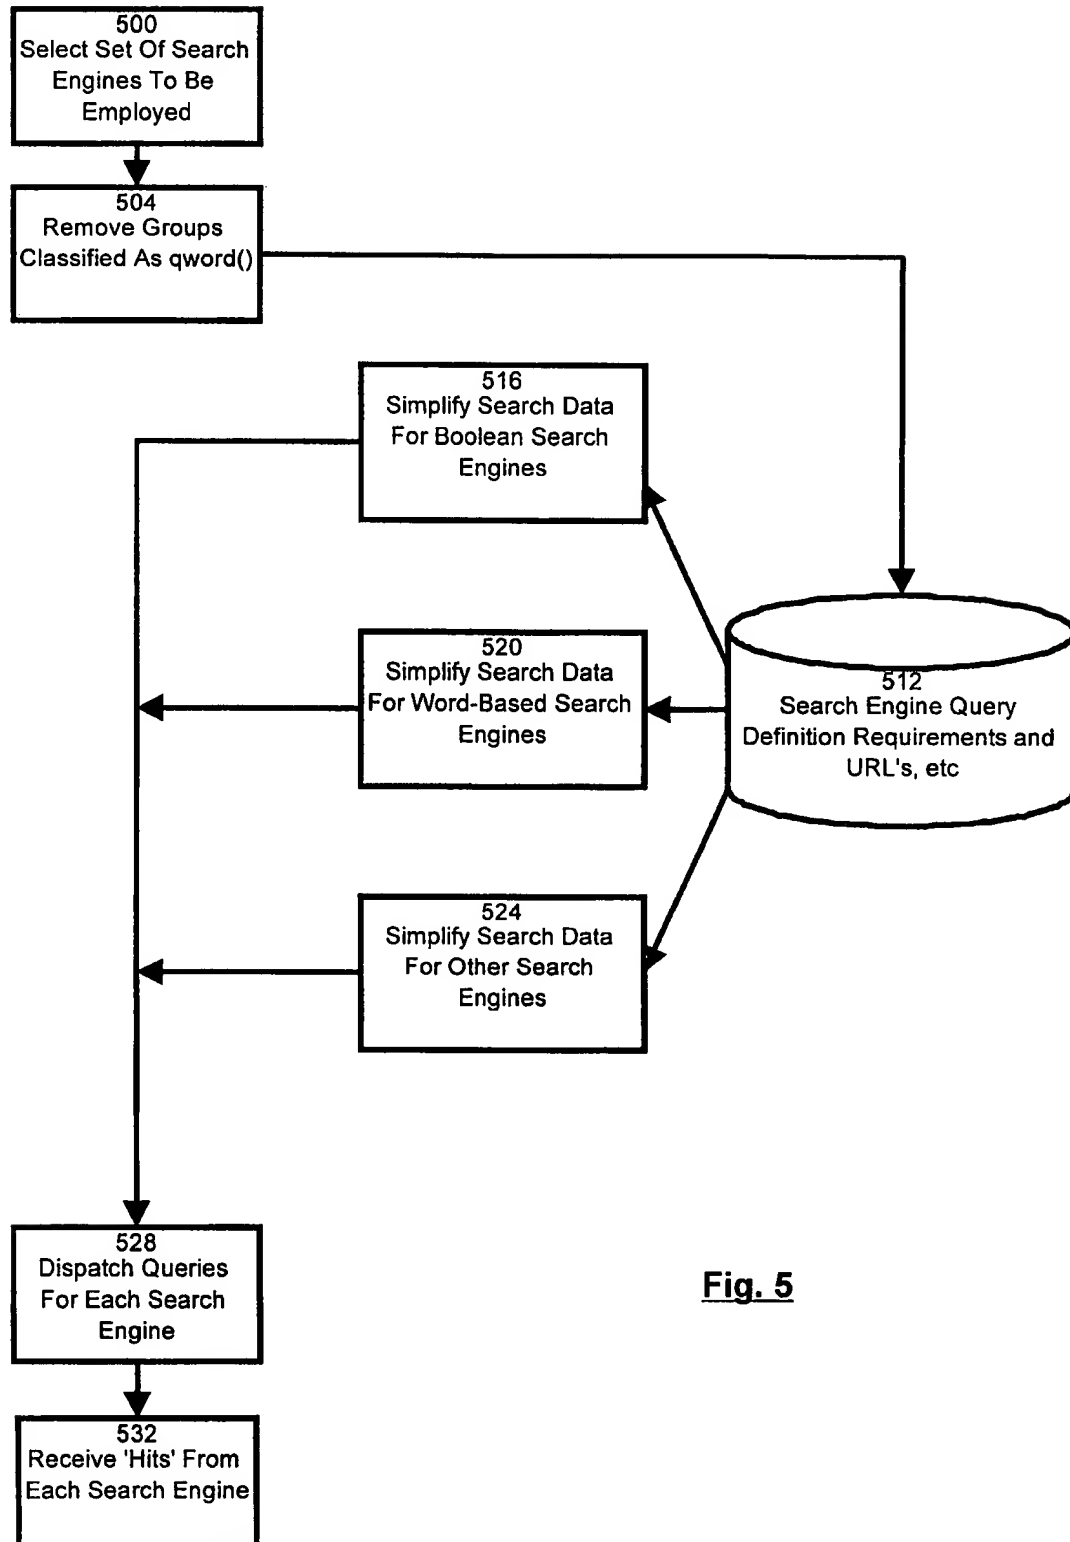 500
Select Set Of Search
Engines To Be
Employed
504
Remove Groups
Classified As qword()
516
Simplify Search Data
For Boolean Search
Engines
520
Simplify Search Data
For Word-Based Search
Engines
512
Search Engine Query
Definition Requirements and
URL's, etc
524
Simplify Search Data
For Other Search
Engines
528
Dispatch Queries
For Each Search
Engine
Fig. 5
532
Receive 'Hits' From
Each Search Engine